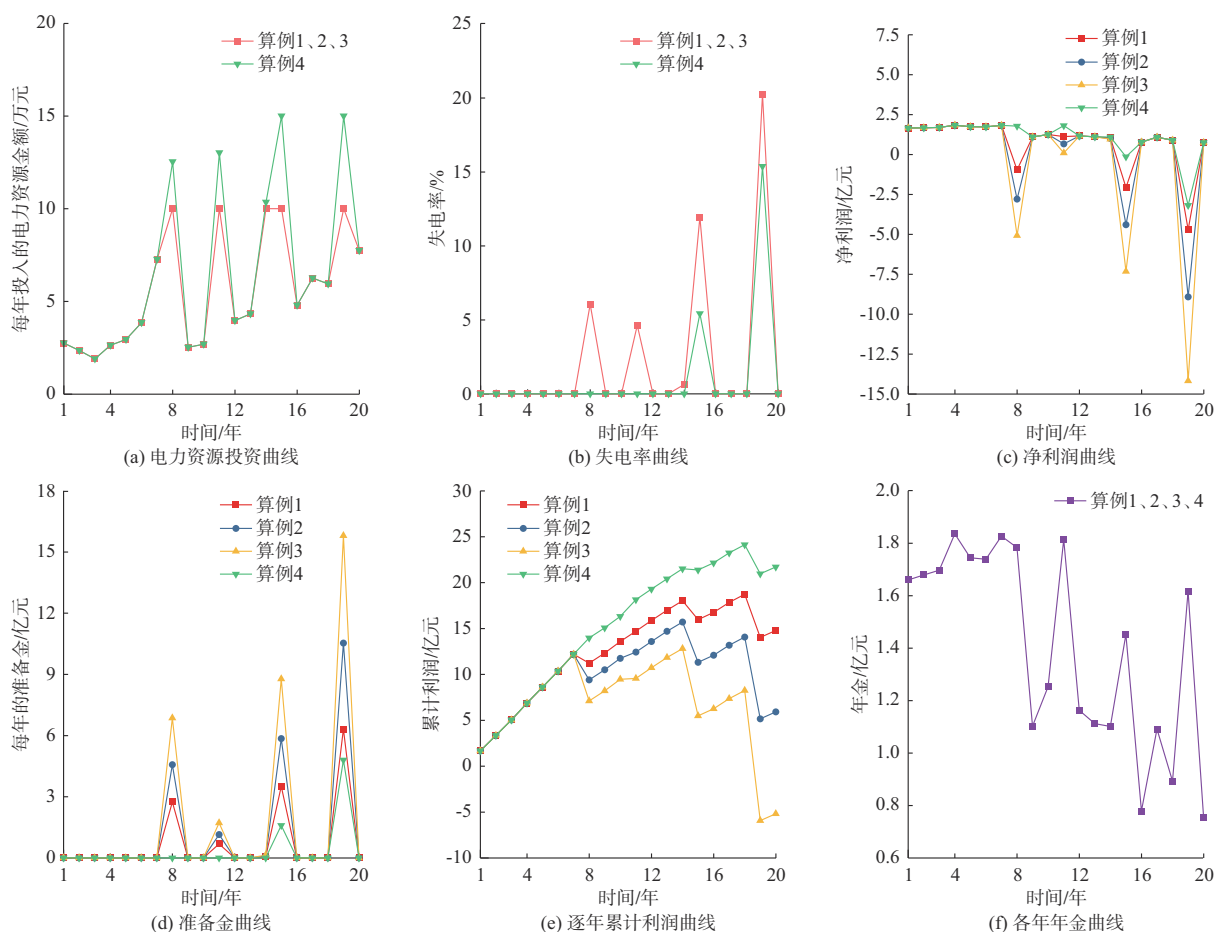 每年投入的电力资源金额/万元
20
15
10
5
0
1
4
8
12
16
20
时间/年
算例1、2、3
算例4
(a) 电力资源投资曲线
失电率/%
25
20
15
10
5
0
1
4
8
12
16
20
时间/年
算例1、2、3
算例4
(b) 失电率曲线
净利润/亿元
7.5
5.0
2.5
0
-2.5
-5.0
-7.5
-10.0
-12.5
-15.0
1
4
8
12
16
20
时间/年
算例1
算例2
算例3
算例4
(c) 净利润曲线
每年的准备金/亿元
18
15
12
9
6
3
0
1
4
8
12
16
20
时间/年
算例1
算例2
算例3
算例4
(d) 准备金曲线
累计利润/亿元
30
25
20
15
10
5
0
-5
-10
1
4
8
12
16
20
时间/年
算例1
算例2
算例3
算例4
(e) 逐年累计利润曲线
年金/亿元
2.0
1.8
1.6
1.4
1.2
1.0
0.8
0.6
1
4
8
12
16
20
时间/年
算例1、2、3、4
(f) 各年年金曲线